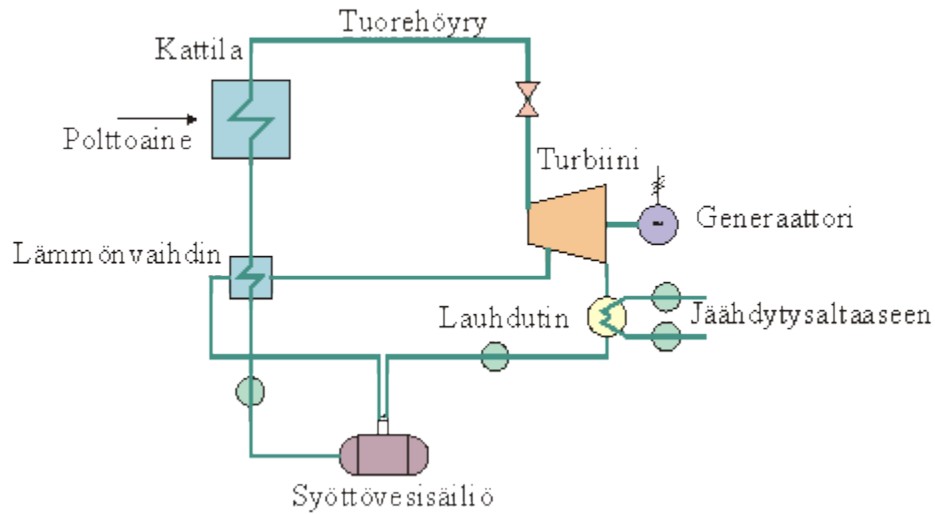 Tuorehöyry
Kattila
Polttoaine
Turbiini
Generaattori
Lämmönvaihdin
Lauhdutin
Jäähdytysaltaaseen
Syöttövesisäiliö